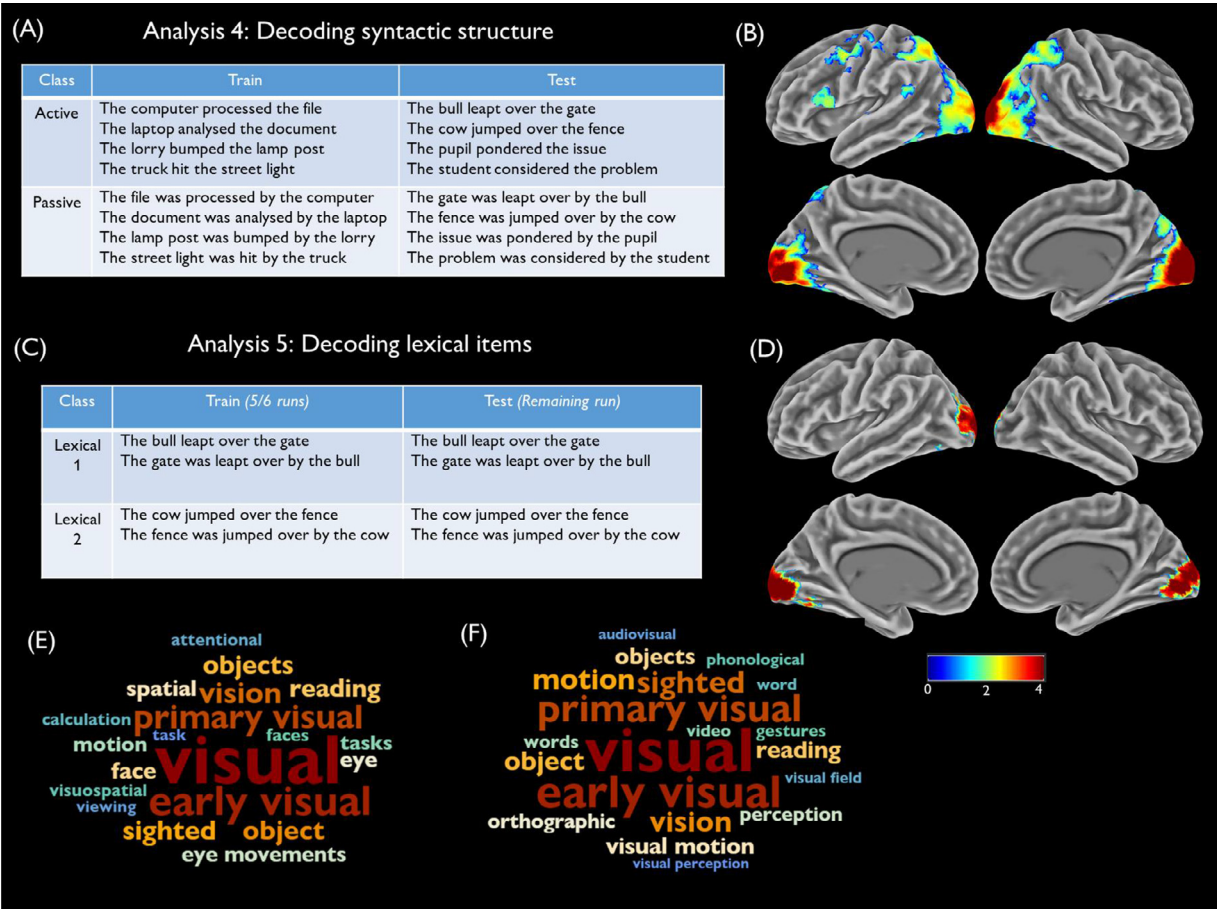 (A)
Analysis 4: Decoding syntactic structure
Class Train Test
Active
The computer processed the file
The laptop analysed the document
The lorry bumped the lamp post
The truck hit the street light
The bull leapt over the gate
The cow jumped over the fence
The pupil pondered the issue
The student considered the problem
Passive
The file was processed by the computer
The document was analysed by the laptop
The lamp post was bumped by the lorry
The street light was hit by the truck
The gate was leapt over by the bull
The fence was jumped over by the cow
The issue was pondered by the pupil
The problem was considered by the student
(B)
(C)
Analysis 5: Decoding lexical items
Class Train (5/6 runs) Test (Remaining run)
Lexical
1
The bull leapt over the gate
The gate was leapt over by the bull
The bull leapt over the gate
The gate was leapt over by the bull
Lexical
2
The cow jumped over the fence
The fence was jumped over by the cow
The cow jumped over the fence
The fence was jumped over by the cow
(D)
0 2 4
(E)
attentional
objects
spatial vision reading
calculation primary visual
motion task faces tasks
visual
face eye
visuospatial
viewing early visual
sighted object
eye movements
(F)
audiovisual
objects phonological
motion sighted word
primary visual
words video gestures
visual
object reading
visual field
early visual
orthographic vision perception
visual motion
visual perception